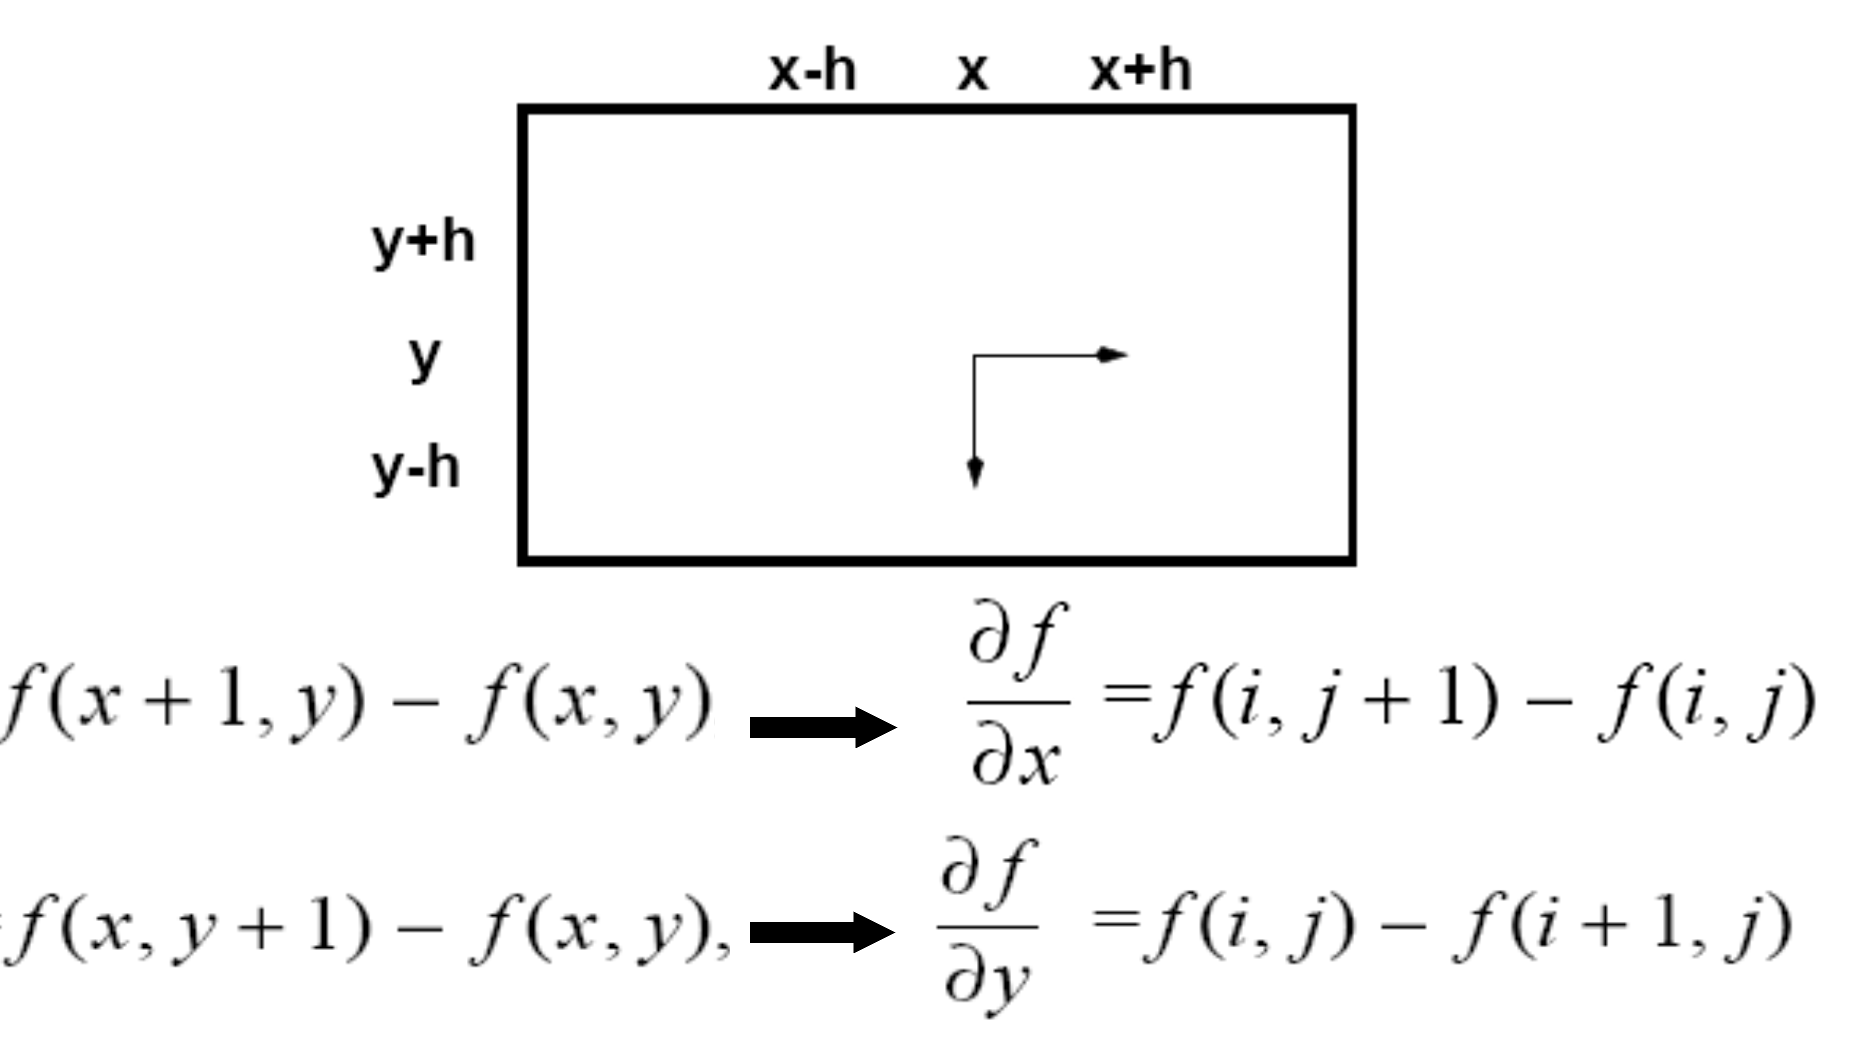 x-h x x+h
y+h
y
y-h
f(x + 1, y) − f(x, y) ∂f/∂x =f(i, j + 1) − f(i, j)
=f(x, y + 1) − f(x, y), ∂f/∂y =f(i, j) − f(i + 1, j)